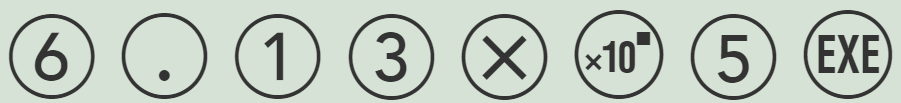 6 . 1 3 × ×10■ 5 EXE